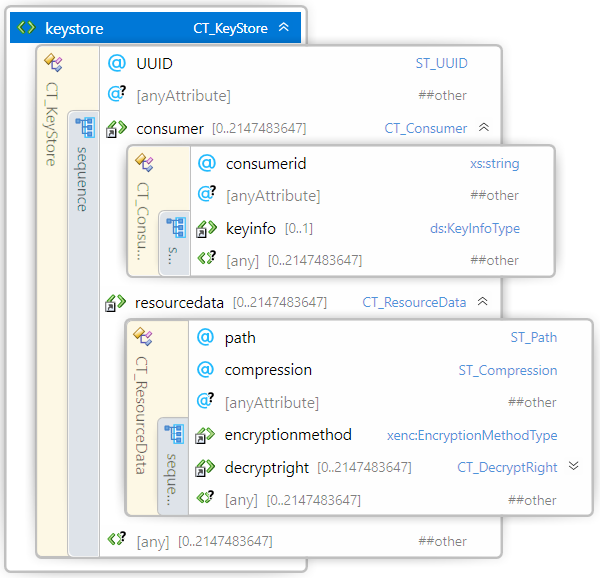 keystore CT_KeyStore
CT_KeyStore
sequence
@ UUID ST_UUID
@? [anyAttribute] ##other
consumer [0..2147483647] CT_Consumer
CT_Consu...
s...
@ consumerid xs:string
@? [anyAttribute] ##other
keyinfo [0..1] ds:KeyInfoType
? [any] [0..2147483647] ##other
resourcedata [0..2147483647] CT_ResourceData
CT_ResourceData
seque...
@ path ST_Path
@ compression ST_Compression
@? [anyAttribute] ##other
encryptionmethod xenc:EncryptionMethodType
decryptright [0..2147483647] CT_DecryptRight
? [any] [0..2147483647] ##other
? [any] [0..2147483647] ##other